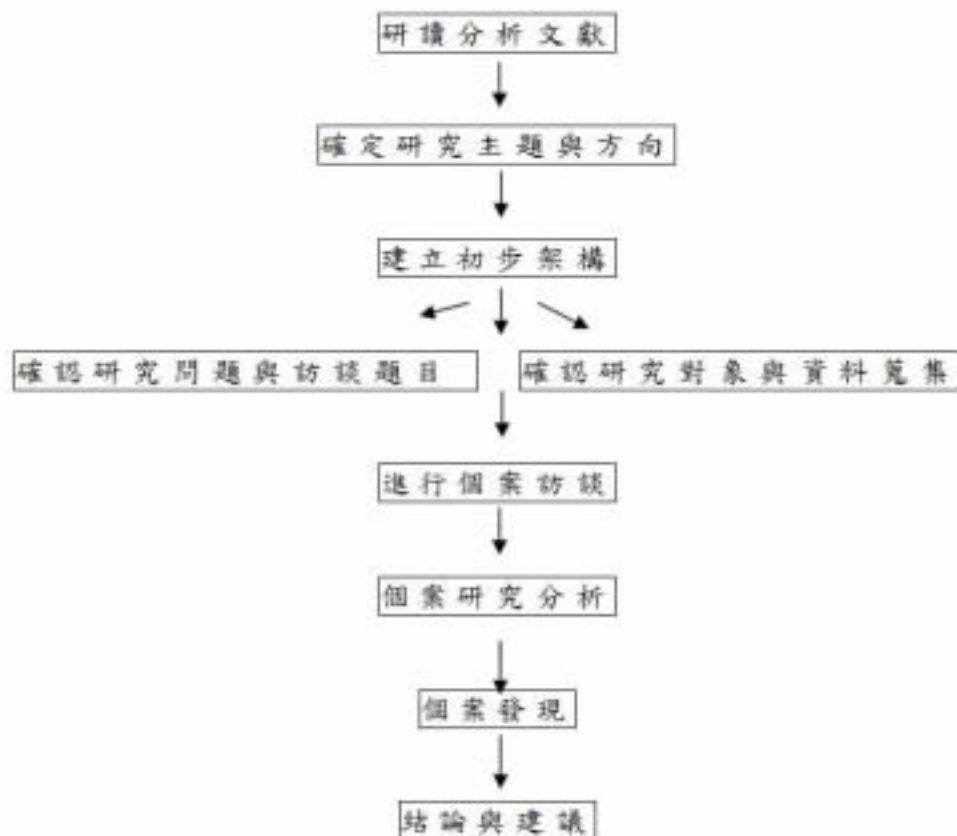 研讀分析文獻
確定研究主題與方向
建立初步架構
確認研究問題與訪談題目
確認研究對象與資料蒐集
進行個案訪談
個案研究分析
個案發現
結論與建議